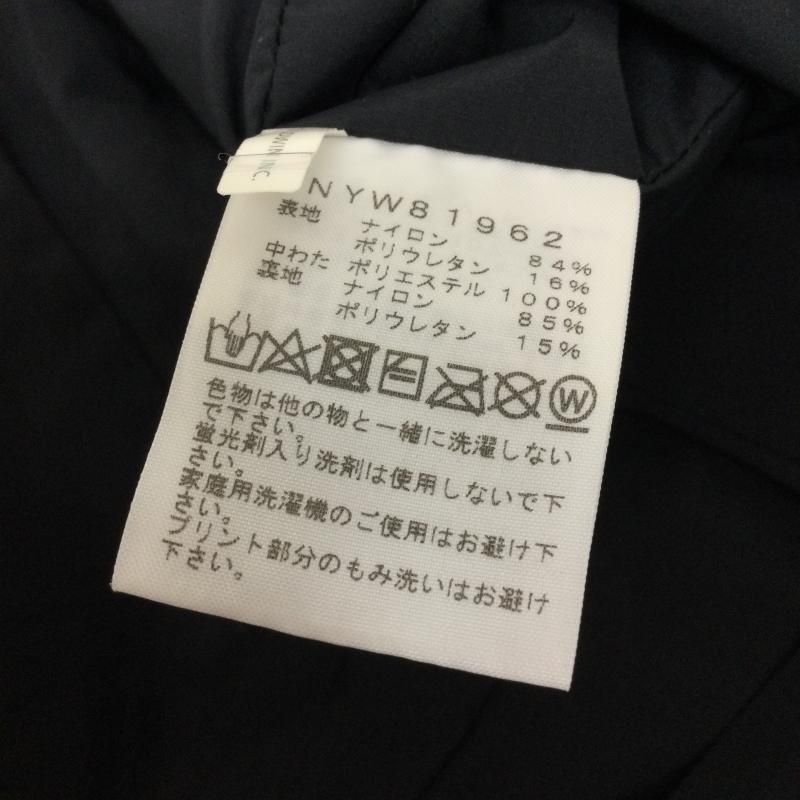 DWIN INC.
NYW81962
表地 ナイロン 84%
ポリウレタン 16%
中わた ポリエステル 100%
裏地 ナイロン 85%
ポリウレタン 15%
W
色物は他の物と一緒に洗濯しない
で下さい。
蛍光剤入り洗剤は使用しないで下
さい。
家庭用洗濯機のご使用はお避け下
さい。
プリント部分のもみ洗いはお避け
下さい。